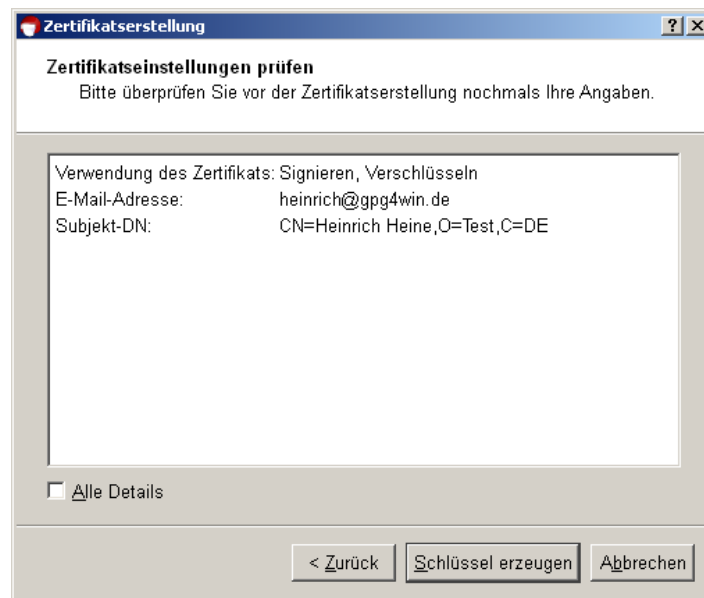 Zertifikatserstellung
Zertifikatseinstellungen prüfen
Bitte überprüfen Sie vor der Zertifikatserstellung nochmals Ihre Angaben.
Verwendung des Zertifikats: Signieren, Verschlüsseln
E-Mail-Adresse: heinrich@gpg4win.de
Subjekt-DN: CN=Heinrich Heine,O=Test,C=DE
Alle Details
< Zurück Schlüssel erzeugen Abbrechen